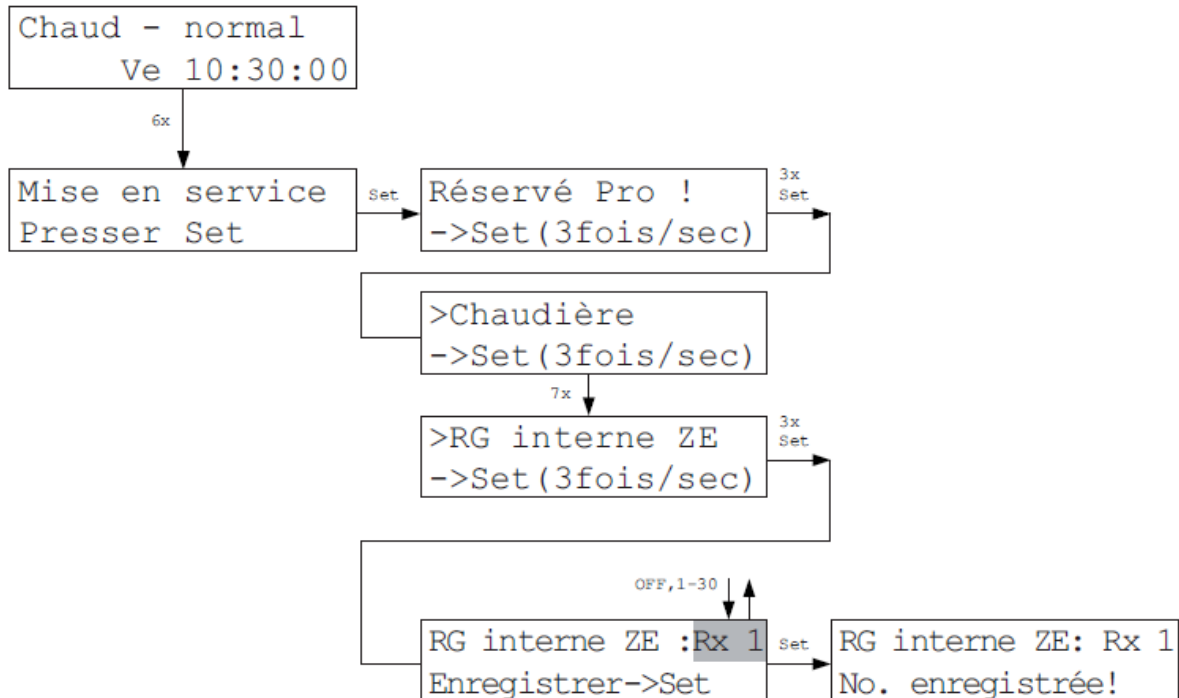 Chaud - normal
Ve 10:30:00
6x
Mise en service
Presser Set
Set
Réservé Pro !
->Set(3fois/sec)
3x
Set
>Chaudière
->Set(3fois/sec)
7x
>RG interne ZE
->Set(3fois/sec)
3x
Set
OFF,1-30
RG interne ZE :Rx 1
Enregistrer->Set
Set
RG interne ZE: Rx 1
No. enregistrée!